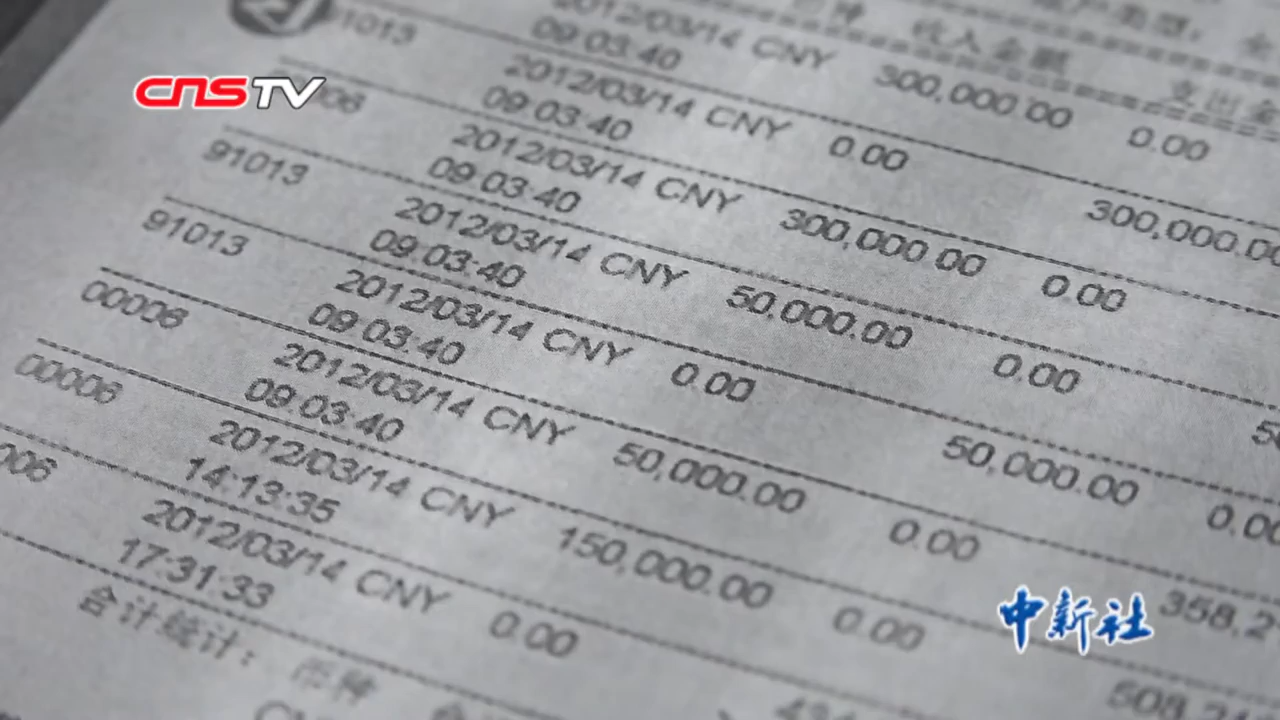 收入金额 支出金
1013 2012/03/14 CNY 300,000.00 0.00
09:03:40
06 2012/03/14 CNY 0.00 300,000.00
09:03:40
91013 2012/03/14 CNY 300,000.00 0.00
09:03:40
91013 2012/03/14 CNY 50,000.00 0.00
09:03:40
00006 2012/03/14 CNY 0.00 50,000.00 0.00
09:03:40
00006 2012/03/14 CNY 50,000.00 0.00 358,2
09:03:40
006 2012/03/14 CNY 150,000.00 0.00
14:13:35
2012/03/14 CNY 0.00
17:31:33
合计统计: 币种
CNSTV
中新社